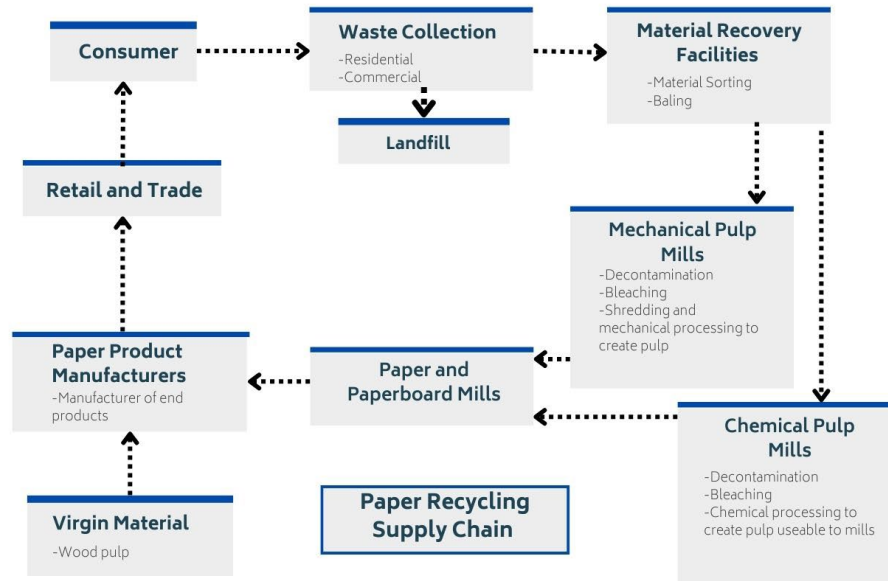 Consumer
Waste Collection
-Residential
-Commercial
Material Recovery
Facilities
-Material Sorting
-Baling
Landfill
Retail and Trade
Mechanical Pulp
Mills
-Decontamination
-Bleaching
-Shredding and
mechanical processing to
create pulp
Paper Product
Manufacturers
-Manufacturer of end
products
Paper and
Paperboard Mills
Chemical Pulp
Mills
-Decontamination
-Bleaching
-Chemical processing to
create pulp useable to mills
Virgin Material
-Wood pulp
Paper Recycling
Supply Chain